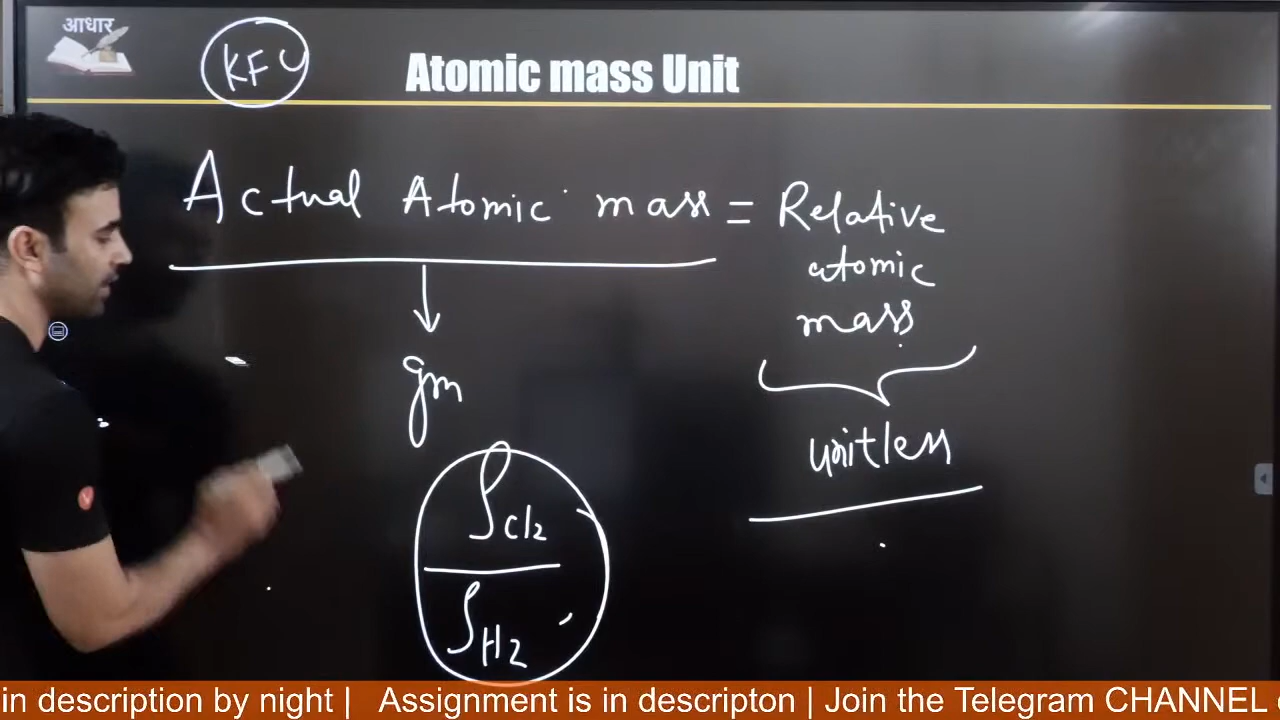 आधार
KFC
Atomic mass Unit
Actual Atomic mass = Relative
atomic
mass
gm
unitless
ρCl2
ρH2
in description by night | Assignment is in descripton | Join the Telegram CHANNEL